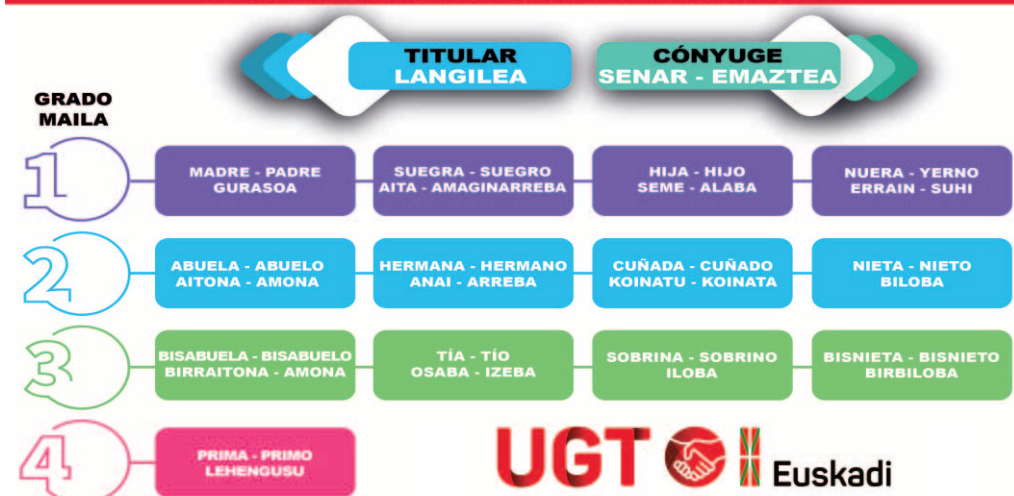 TITULAR
LANGILEA
CÓNYUGE
SENAR - EMAZTEA
GRADO
MAILA
1
MADRE - PADRE
GURASOA
SUEGRA - SUEGRO
AITA - AMAGINARREBA
HIJA - HIJO
SEME - ALABA
NUERA - YERNO
ERRAIN - SUHI
2
ABUELA - ABUELO
AITONA - AMONA
HERMANA - HERMANO
ANAI - ARREBA
CUÑADA - CUÑADO
KOINATU - KOINATA
NIETA - NIETO
BILOBA
3
BISABUELA - BISABUELO
BIRRAITONA - AMONA
TÍA - TÍO
OSABA - IZEBA
SOBRINA - SOBRINO
ILOBA
BISNIETA - BISNIETO
BIRBILOBA
4
PRIMA - PRIMO
LEHENGUSU
UGT
Euskadi